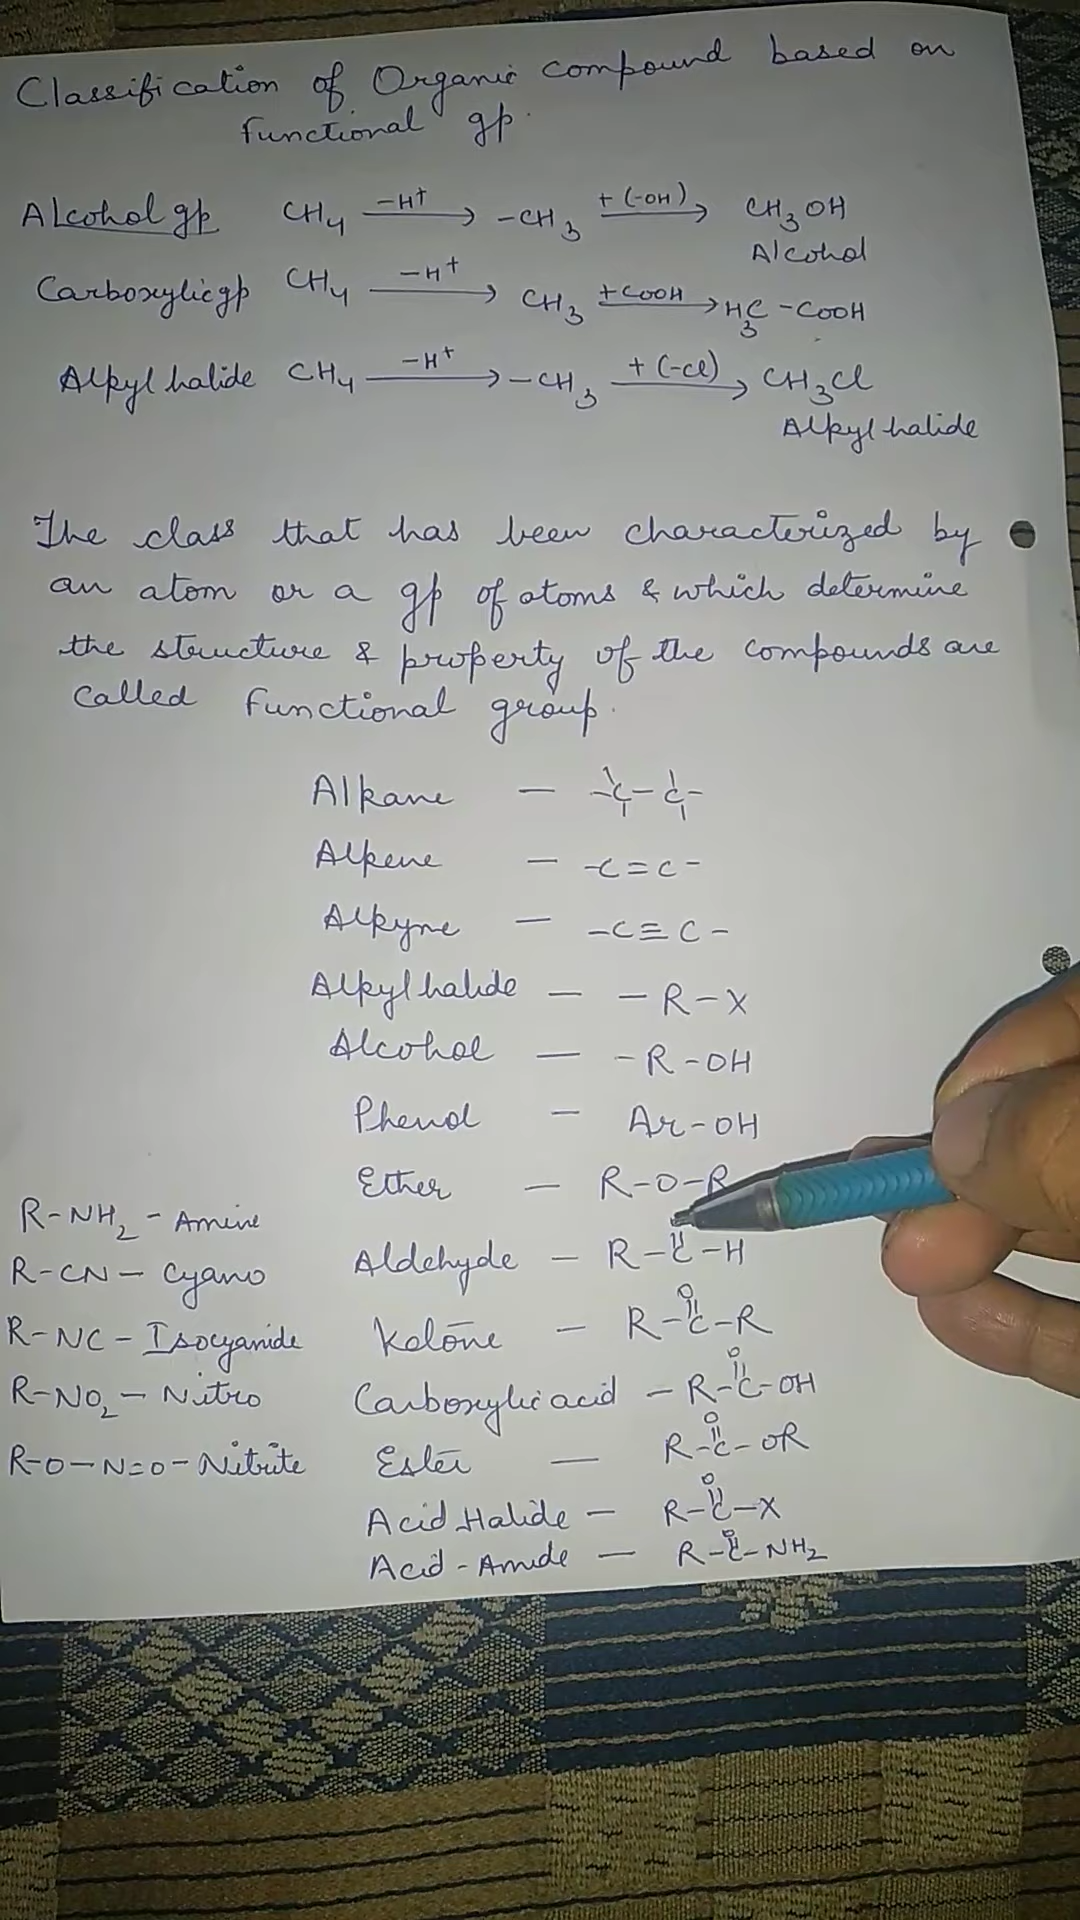 Classification of Organic compound based on
functional gp.
Alcohol gp CH4 —-H+→ -CH3 —+(-OH)→ CH3OH
Alcohol
Carboxylic gp CH4 —-H+→ CH3 —+COOH→ H3C-COOH
Alkyl halide CH4 —-H+→ -CH3 —+(-Cl)→ CH3Cl
Alkyl halide
The class that has been characterized by
an atom or a gp of atoms & which determine
the structure & property of the compounds are
called functional group.
Alkane — -C-C-
Alkene — -C=C-
Alkyne — -C≡C-
Alkyl halide — -R-X
Alcohol — -R-OH
Phenol — Ar-OH
Ether — R-O-R
Aldehyde — R-C-H
O
Ketone — R-C-R
O
Carboxylic acid — R-C-OH
O
Ester — R-C-OR
O
Acid Halide — R-C-X
O
Acid-Amide — R-C-NH2
R-NH2 - Amine
R-CN - Cyano
R-NC - Isocyanide
R-NO2 - Nitro
R-O-N=O - Nitrite